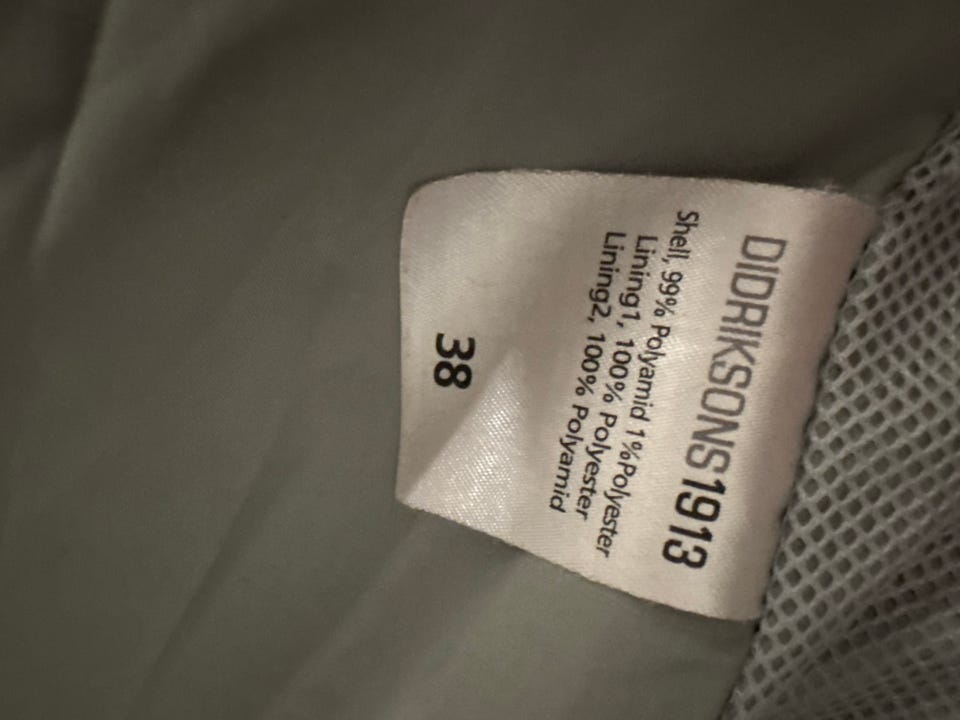 DIDRIKSONS1913
Shell, 99% Polyamid 1%Polyester
Lining1, 100% Polyester
Lining2, 100% Polyamid
38